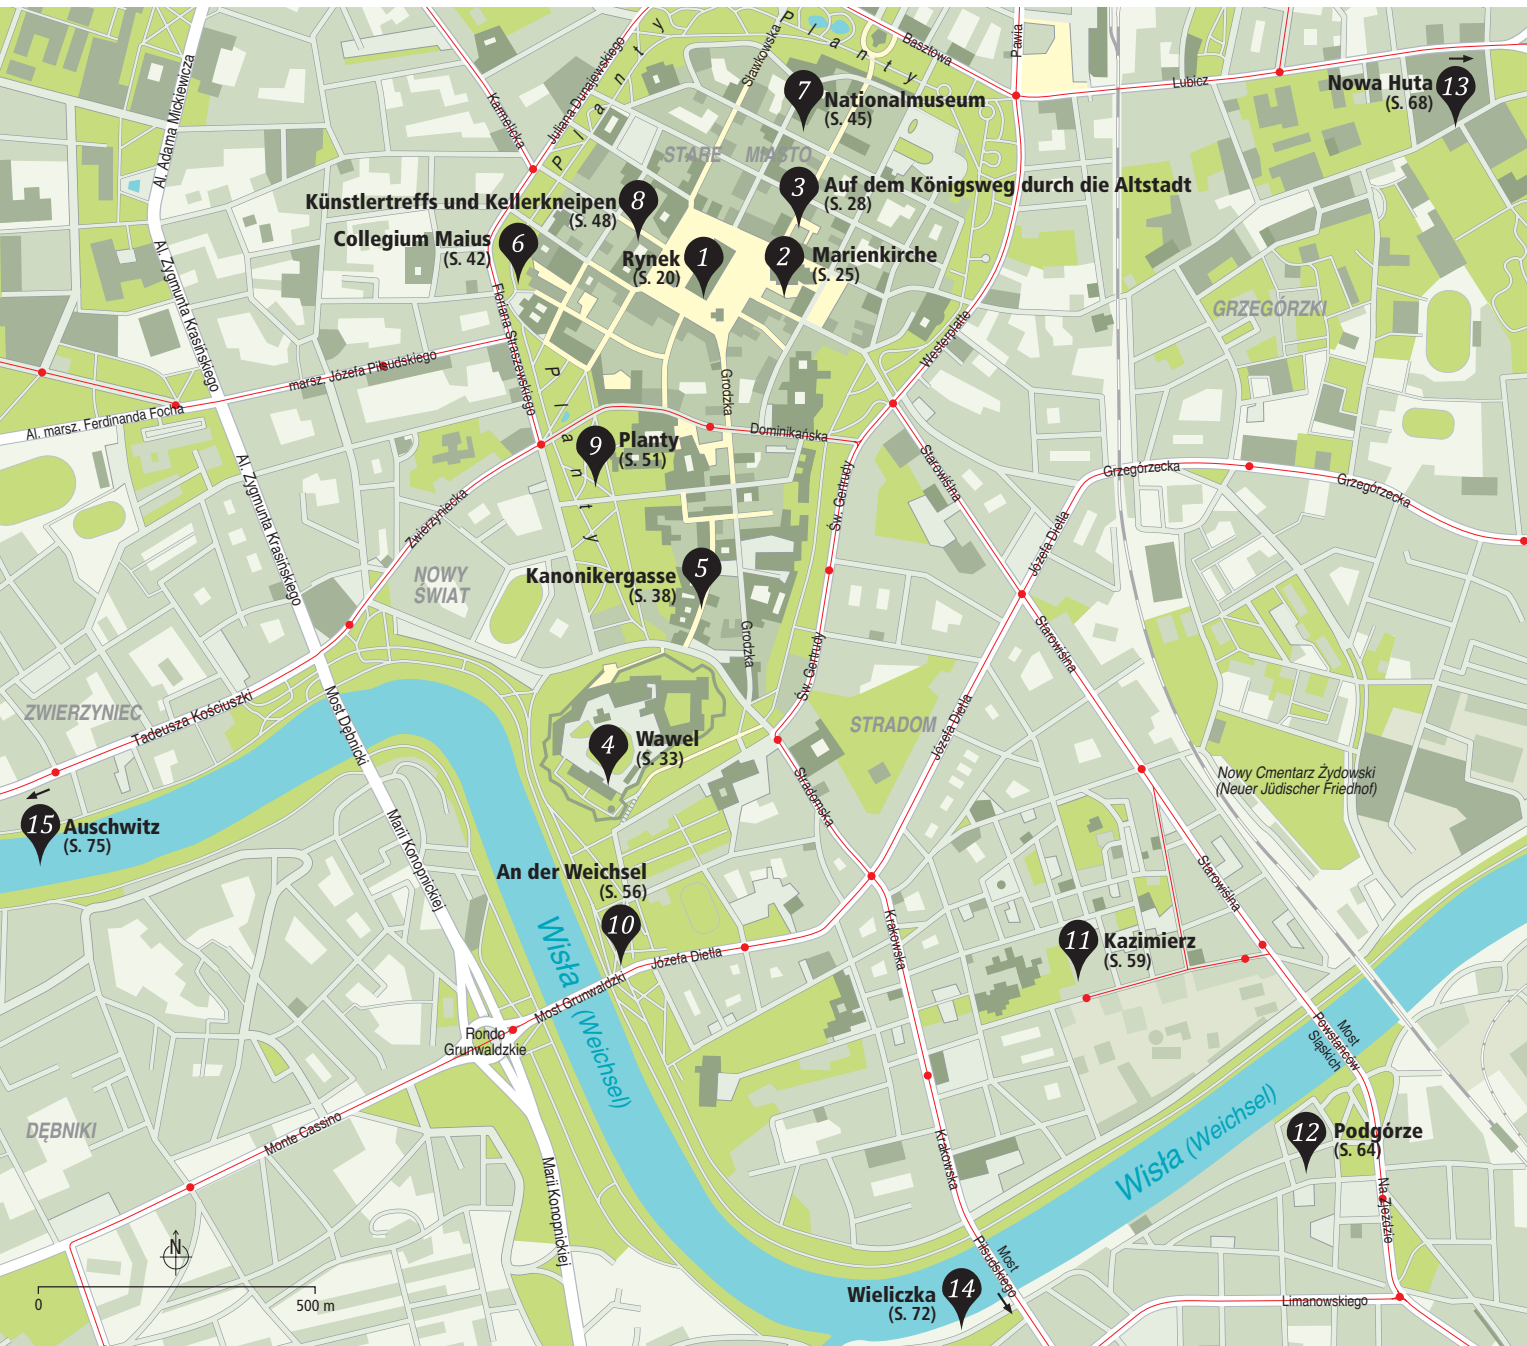 Planty
Planty
Sławkowska
Basztowa
Pawia
Lubicz
Nowa Huta
(S. 68)
13
7
Nationalmuseum
(S. 45)
Al. Adama Mickiewicza
Karmelicka
Juliana Dunajewskiego
STARE MIASTO
3
Auf dem Königsweg durch die Altstadt
(S. 28)
Künstlertreffs und Kellerkneipen
(S. 48)
8
Collegium Maius
(S. 42)
6
Rynek
(S. 20)
1
2
Marienkirche
(S. 25)
Al. Zygmunta Krasińskiego
Floriana Straszewskiego
GRZEGÓRZKI
Westerplatte
marsz. Józefa Piłsudskiego
Al. marsz. Ferdinanda Focha
Planty
Grodzka
Dominikańska
9
Planty
(S. 51)
Al. Zygmunta Krasińskiego
Zwierzyniecka
Św. Gertrudy
Starowiślna
Grzegórzecka
Grzegórzecka
Józefa Dietla
NOWY
ŚWIAT
Kanonikergasse
(S. 38)
5
Grodzka
Św. Gertrudy
Starowiślna
ZWIERZYNIEC
Tadeusza Kościuszki
Most Dębnicki
4
Wawel
(S. 33)
STRADOM
Józefa Dietla
Nowy Cmentarz Żydowski
(Neuer Jüdischer Friedhof)
Stradomska
15
Auschwitz
(S. 75)
Marii Konopnickiej
An der Weichsel
(S. 56)
10
Starowiślna
Krakowska
11
Kazimierz
(S. 59)
Józefa Dietla
Most Grunwaldzki
Wisła (Weichsel)
Rondo
Grunwaldzkie
Most
Powstańców
Śląskich
DĘBNIKI
Monte Cassino
Wisła (Weichsel)
12
Podgórze
(S. 64)
Krakowska
Marii Konopnickiej
Na Zjeździe
N
Most
Piłsudskiego
Wieliczka
(S. 72)
14
Limanowskiego
0
500 m